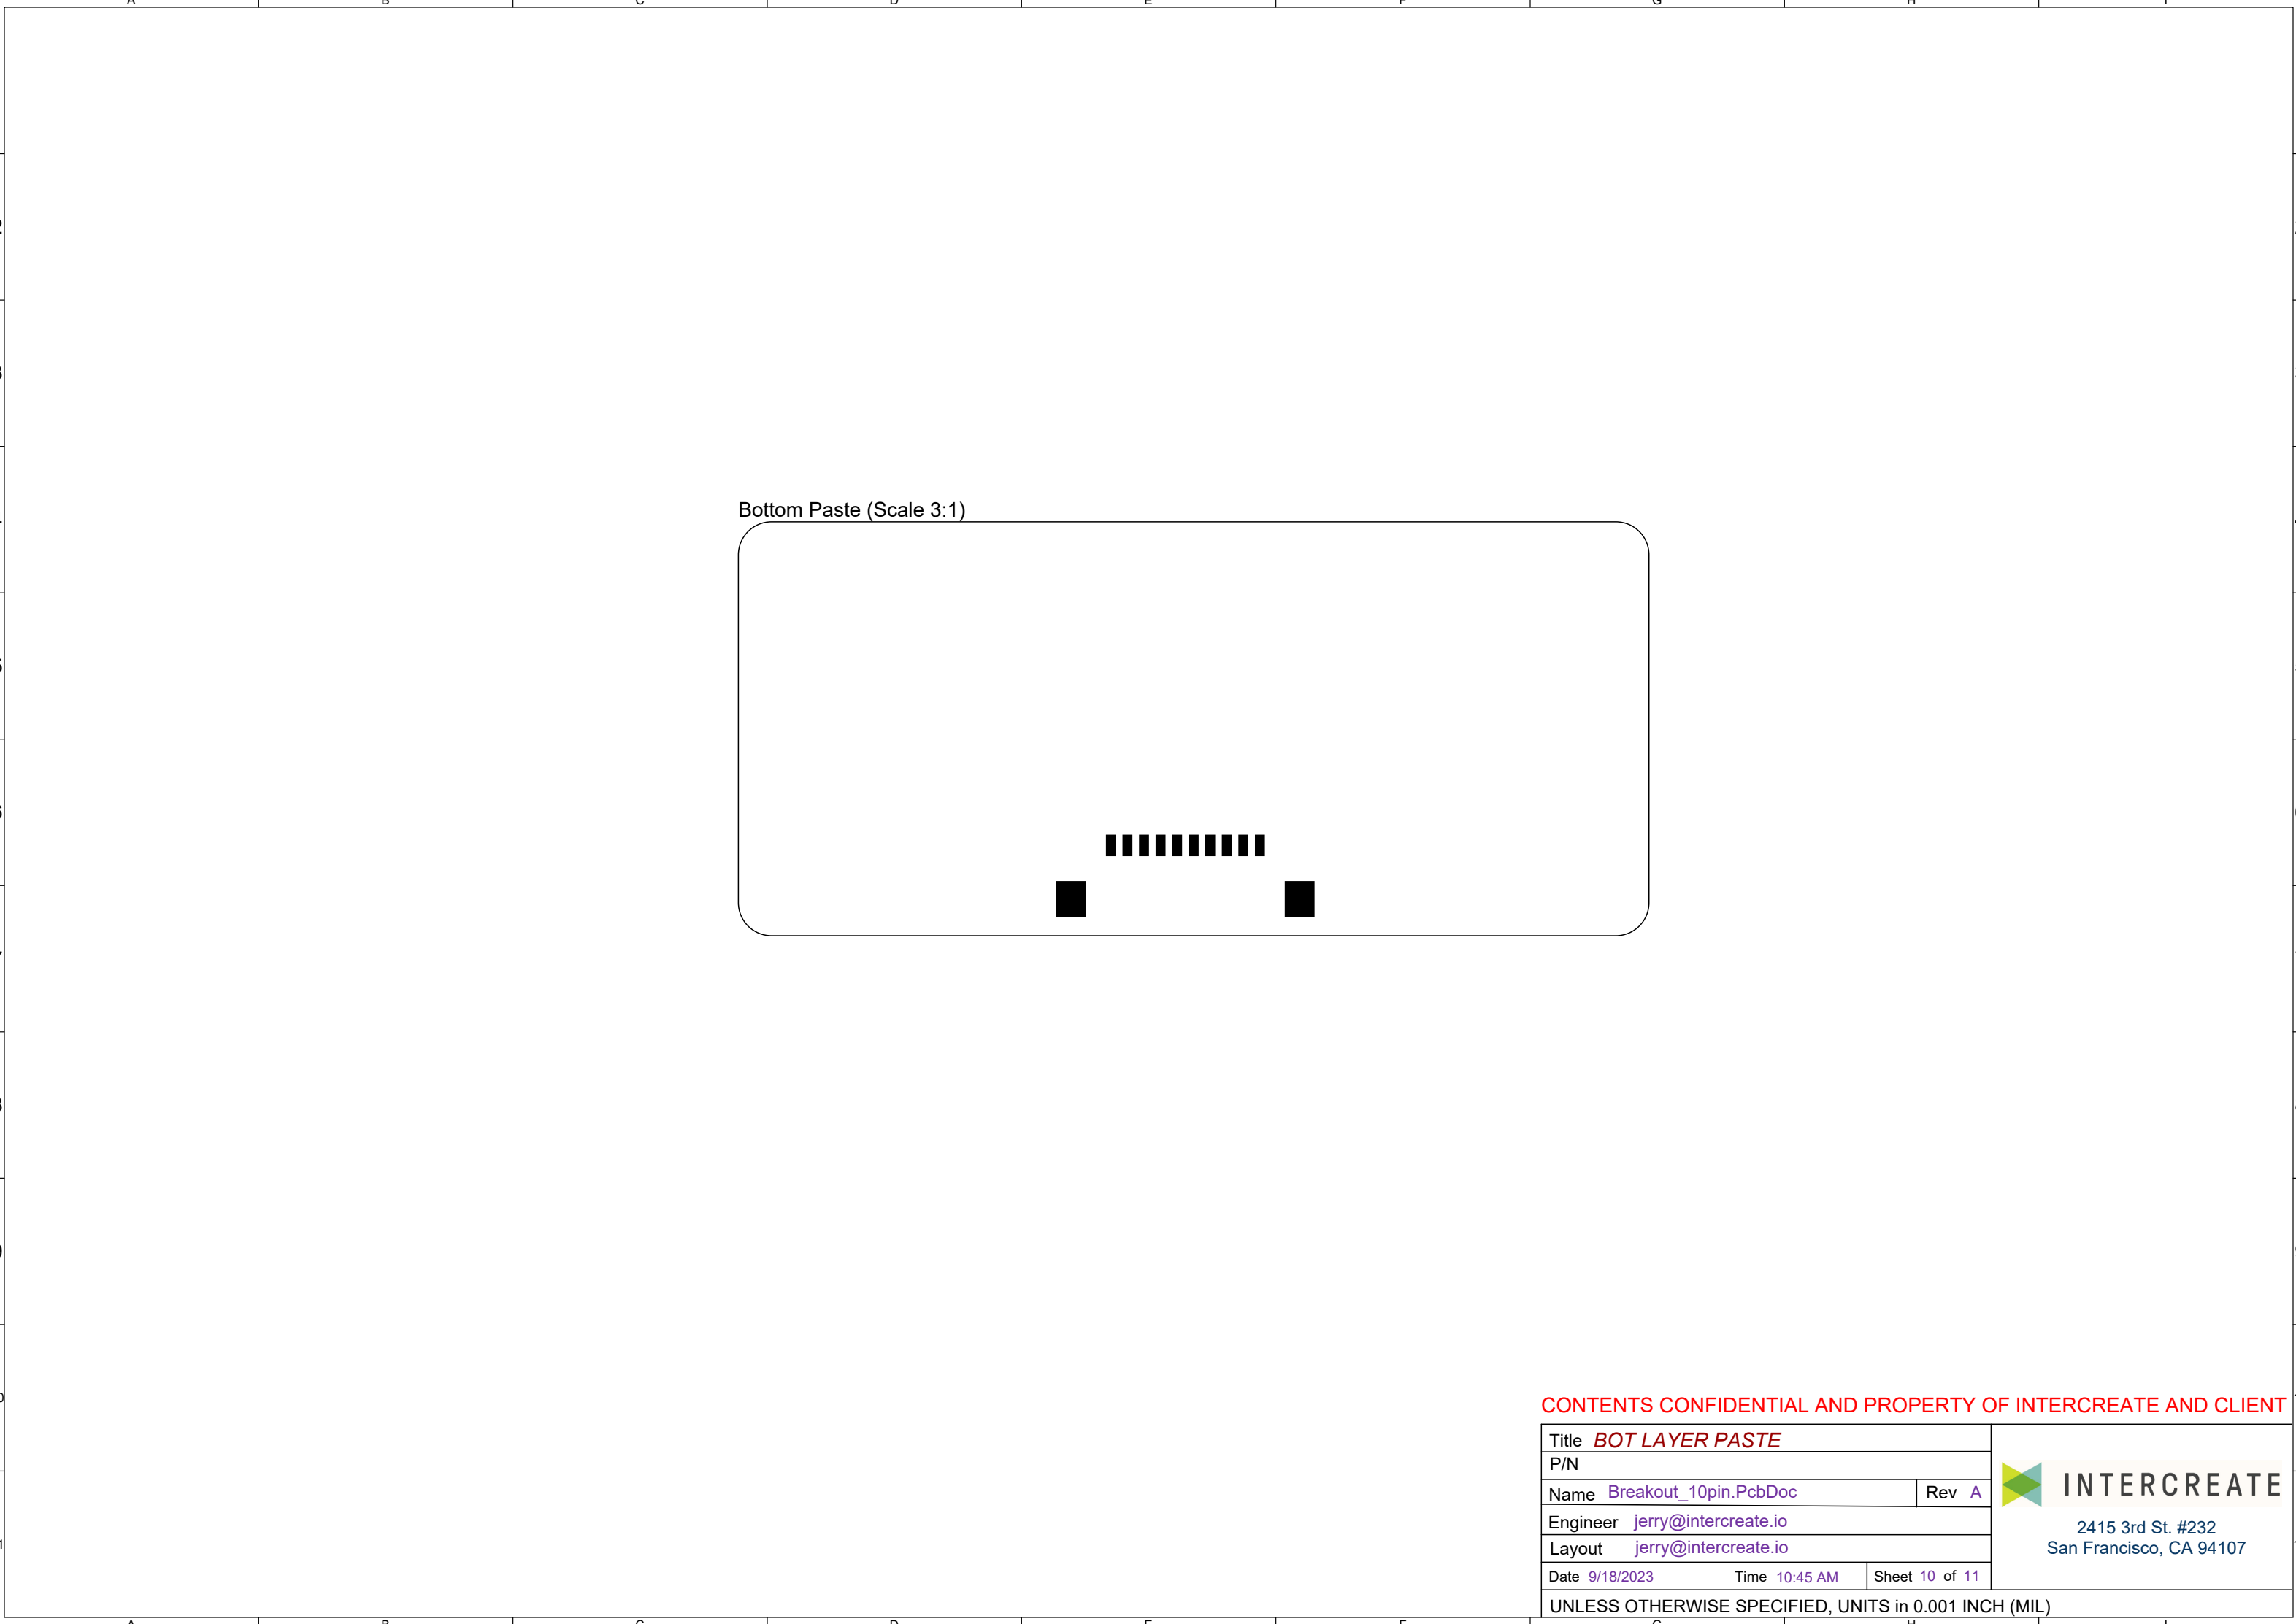 A B C D E F G H I
Bottom Paste (Scale 3:1)
CONTENTS CONFIDENTIAL AND PROPERTY OF INTERCREATE AND CLIENT
Title BOT LAYER PASTE
P/N
Name Breakout_10pin.PcbDoc Rev A
Engineer jerry@intercreate.io
Layout jerry@intercreate.io
Date 9/18/2023 Time 10:45 AM Sheet 10 of 11
UNLESS OTHERWISE SPECIFIED, UNITS in 0.001 INCH (MIL)
INTERCREATE
2415 3rd St. #232
San Francisco, CA 94107